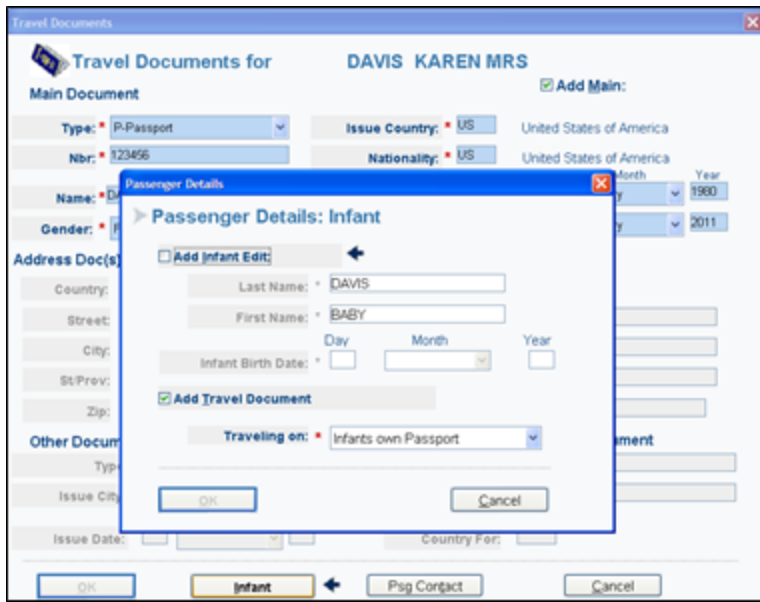 Travel Documents
Travel Documents for DAVIS KAREN MRS
Main Document
Add Main:
Type: * P-Passport Issue Country: * US United States of America
Nbr: * 123456 Nationality: * US United States of America
Month Year
Name: * 1980
Gender: * 2011
Passenger Details
Passenger Details: Infant
Add Infant Edit:
Last Name: * DAVIS
First Name: * BABY
Day Month Year
Infant Birth Date: *
Add Travel Document
Traveling on: * Infants own Passport
OK Cancel
Address Doc(s)
Country:
Street:
City:
St/Prov:
Zip:
Other
Issue
Issue Date: Country For:
OK Infant Psg Contact Cancel